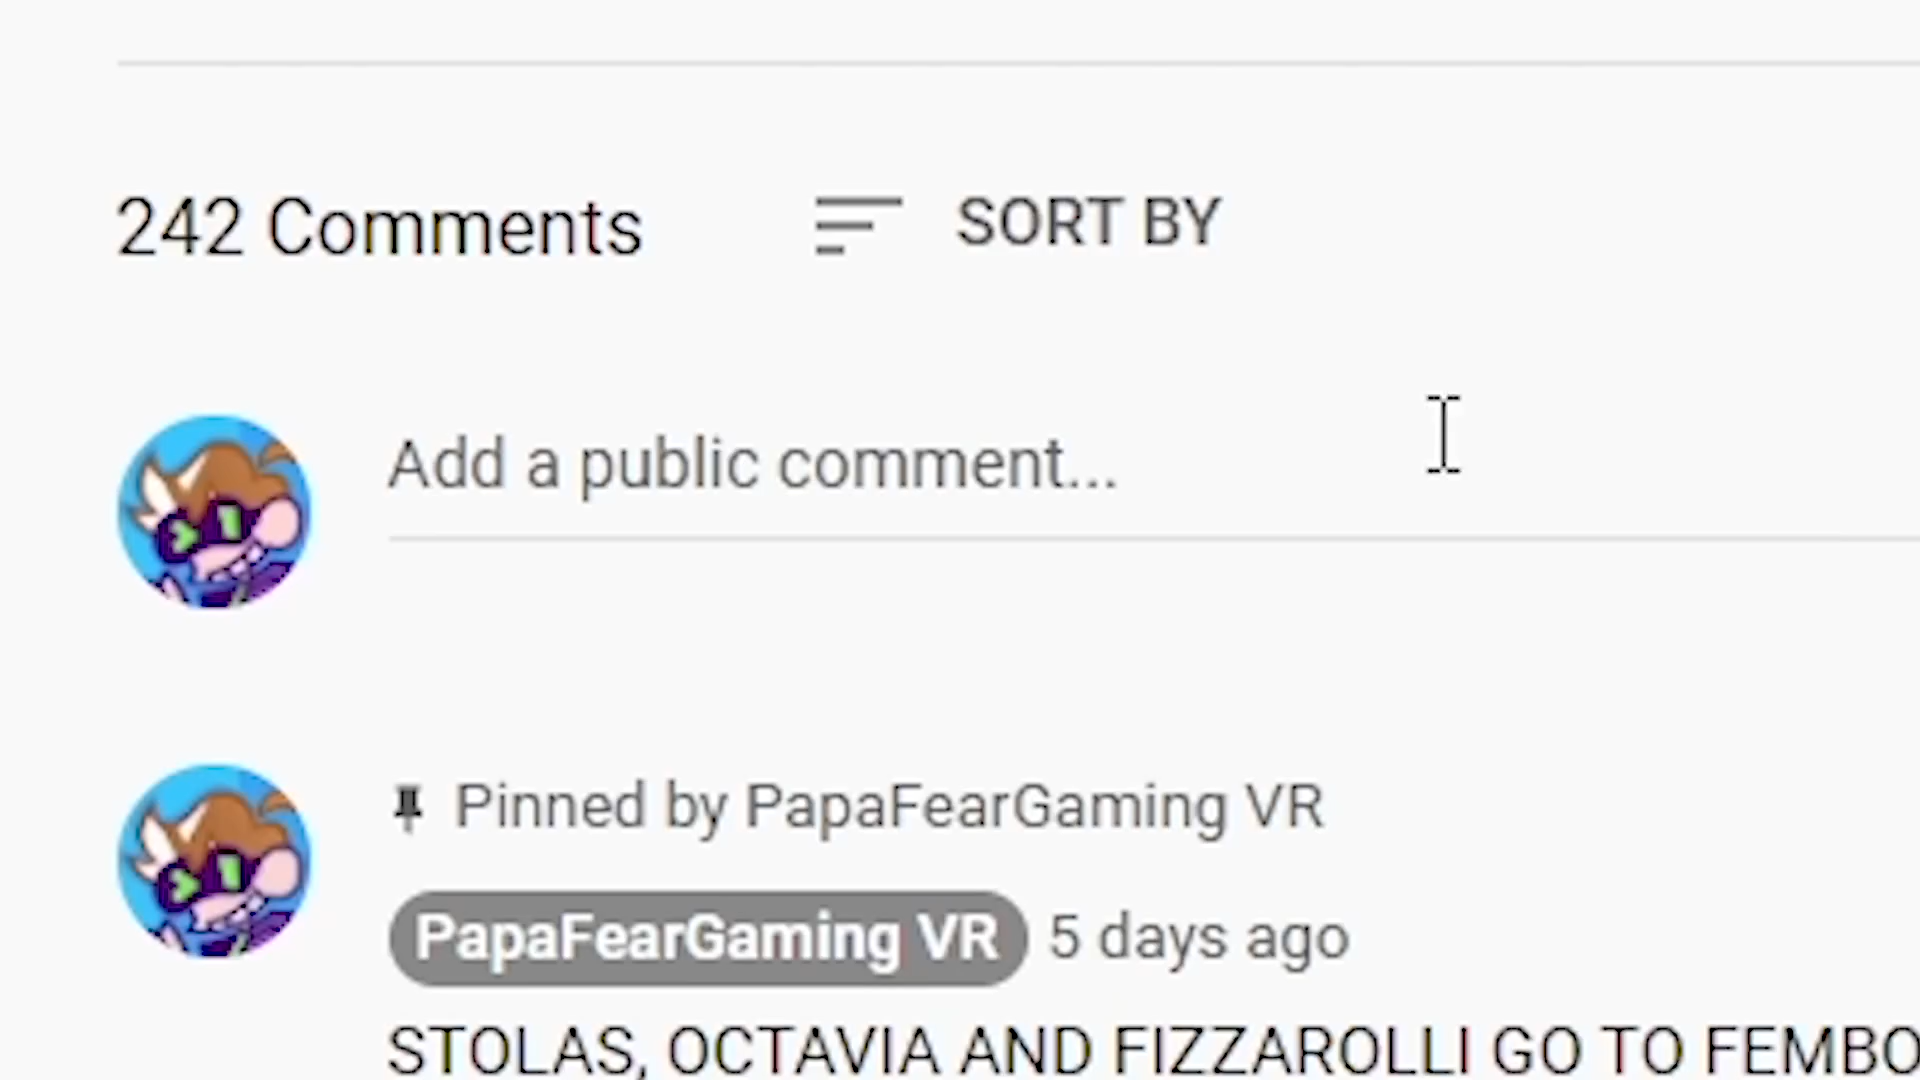 242 Comments
SORT BY
Add a public comment...
Pinned by PapaFearGaming VR
PapaFearGaming VR 5 days ago
STOLAS, OCTAVIA AND FIZZAROLLI GO TO FEMBO